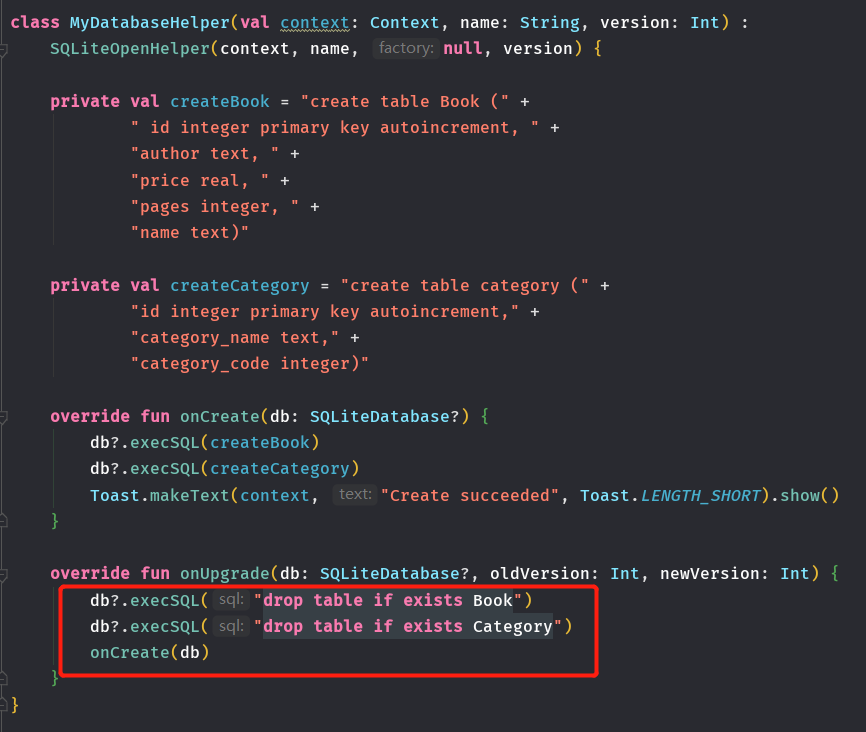 class MyDatabaseHelper(val context: Context, name: String, version: Int) :
SQLiteOpenHelper(context, name, factory: null, version) {
private val createBook = "create table Book (" +
" id integer primary key autoincrement, " +
"author text, " +
"price real, " +
"pages integer, " +
"name text)"
private val createCategory = "create table category (" +
"id integer primary key autoincrement," +
"category_name text," +
"category_code integer)"
override fun onCreate(db: SQLiteDatabase?) {
db?.execSQL(createBook)
db?.execSQL(createCategory)
Toast.makeText(context, text: "Create succeeded", Toast.LENGTH_SHORT).show()
}
override fun onUpgrade(db: SQLiteDatabase?, oldVersion: Int, newVersion: Int) {
db?.execSQL( sql: "drop table if exists Book")
db?.execSQL( sql: "drop table if exists Category")
onCreate(db)
}
}